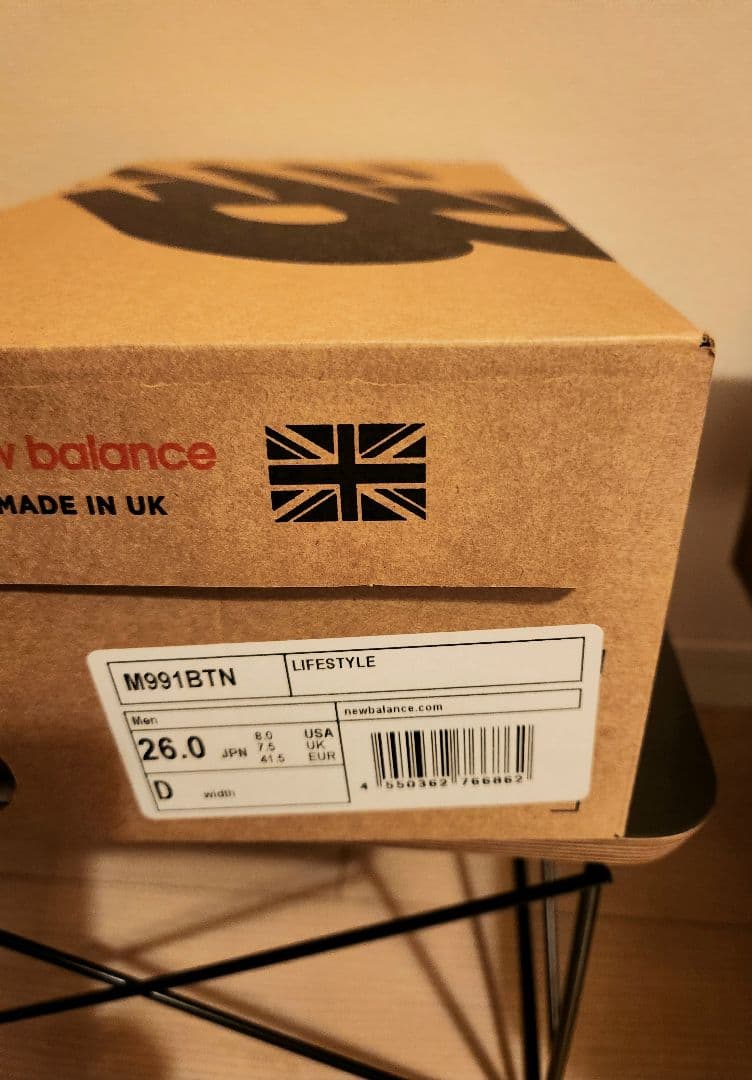 w balance
MADE IN UK
M991BTN
LIFESTYLE
Men
newbalance.com
26.0 JPN
8.0 USA
7.5 UK
41.5 EUR
D width
4 550362 766862